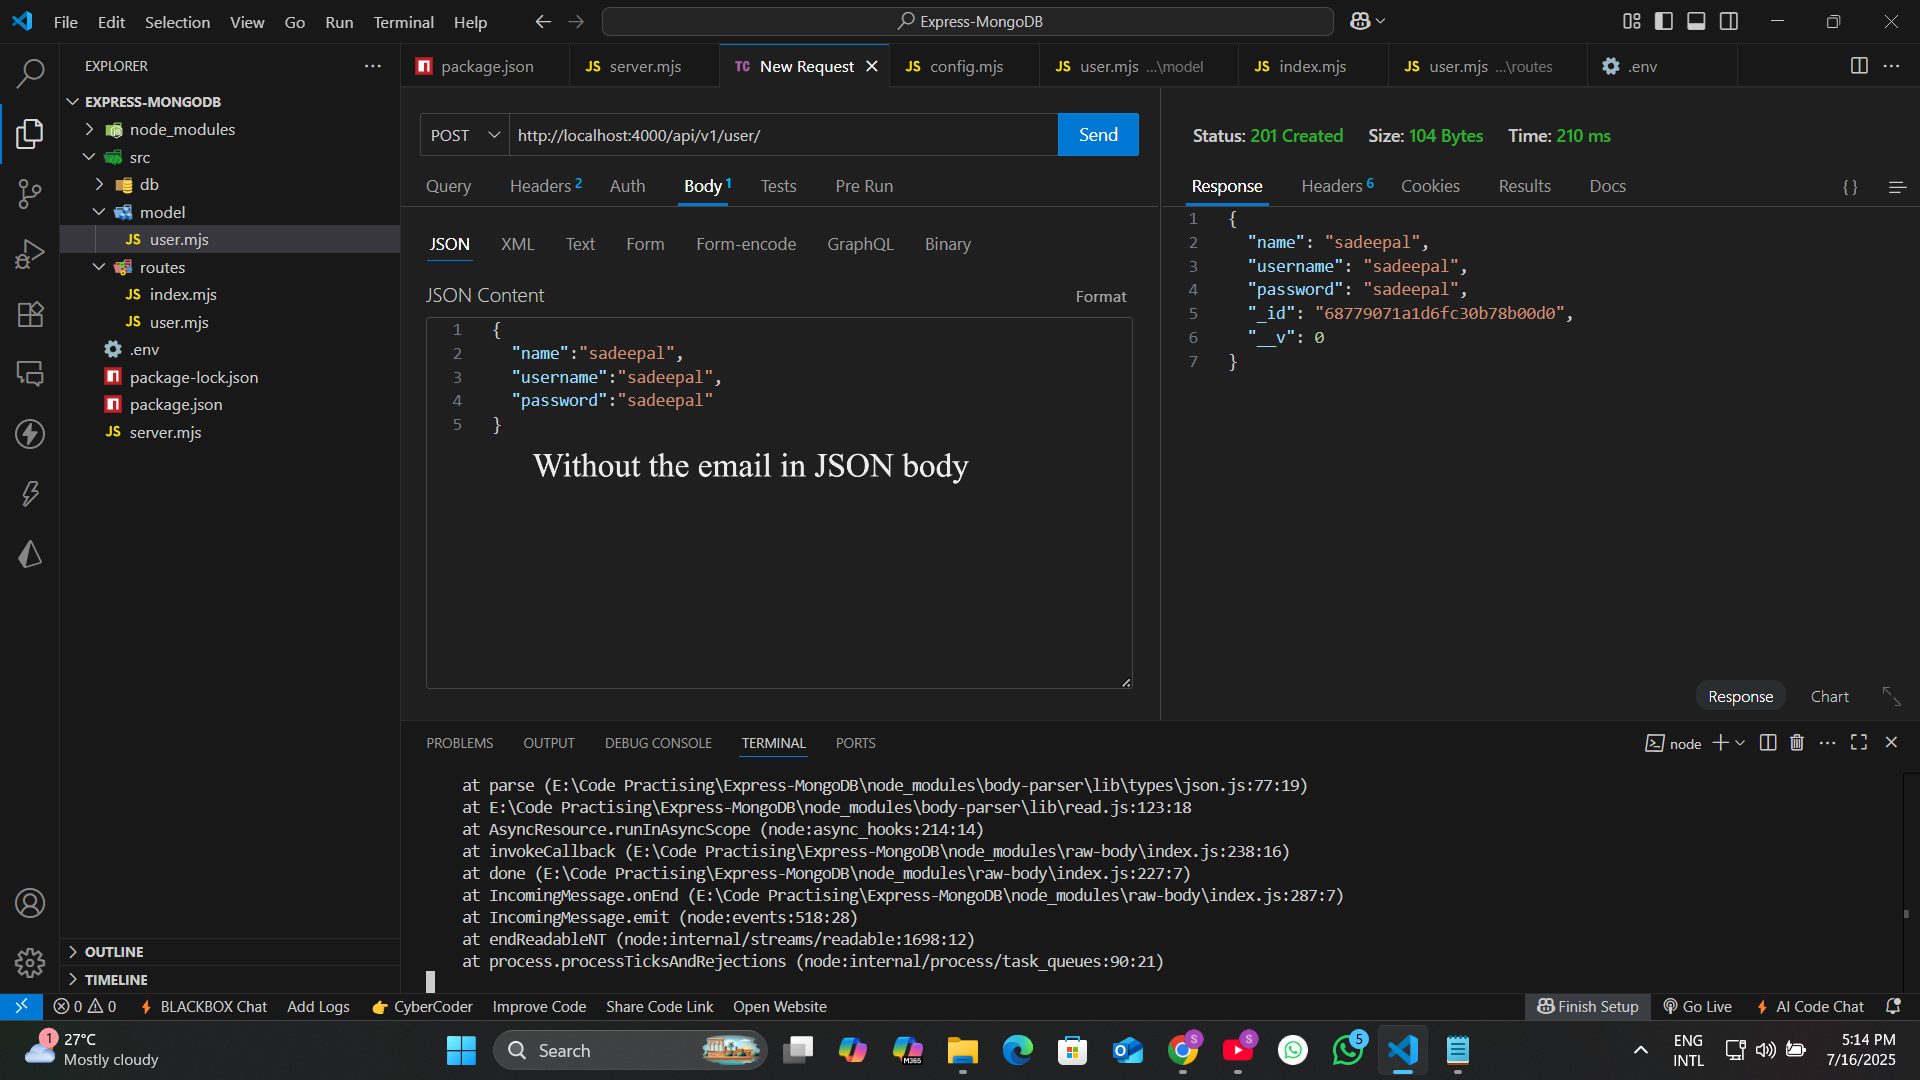 File Edit Selection View Go Run Terminal Help
Express-MongoDB
EXPLORER
EXPRESS-MONGODB
node_modules
src
db
model
JS user.mjs
routes
JS index.mjs
JS user.mjs
.env
package-lock.json
package.json
JS server.mjs
OUTLINE
TIMELINE
package.json JS server.mjs TC New Request JS config.mjs JS user.mjs ...\model JS index.mjs JS user.mjs ...\routes .env
POST http://localhost:4000/api/v1/user/ Send
Query Headers 2 Auth Body 1 Tests Pre Run
JSON XML Text Form Form-encode GraphQL Binary
JSON Content Format
1 {
2 "name":"sadeepal",
3 "username":"sadeepal",
4 "password":"sadeepal"
5 }
Without the email in JSON body
Status: 201 Created Size: 104 Bytes Time: 210 ms
Response Headers 6 Cookies Results Docs {}
1 {
2 "name": "sadeepal",
3 "username": "sadeepal",
4 "password": "sadeepal",
5 "_id": "68779071a1d6fc30b78b00d0",
6 "__v": 0
7 }
Response Chart
PROBLEMS OUTPUT DEBUG CONSOLE TERMINAL PORTS node
at parse (E:\Code Practising\Express-MongoDB\node_modules\body-parser\lib\types\json.js:77:19)
at E:\Code Practising\Express-MongoDB\node_modules\body-parser\lib\read.js:123:18
at AsyncResource.runInAsyncScope (node:async_hooks:214:14)
at invokeCallback (E:\Code Practising\Express-MongoDB\node_modules\raw-body\index.js:238:16)
at done (E:\Code Practising\Express-MongoDB\node_modules\raw-body\index.js:227:7)
at IncomingMessage.onEnd (E:\Code Practising\Express-MongoDB\node_modules\raw-body\index.js:287:7)
at IncomingMessage.emit (node:events:518:28)
at endReadableNT (node:internal/streams/readable:1698:12)
at process.processTicksAndRejections (node:internal/process/task_queues:90:21)
0 0 BLACKBOX Chat Add Logs CyberCoder Improve Code Share Code Link Open Website Finish Setup Go Live AI Code Chat
1 27°C
Mostly cloudy
Search
M365
S
S
5
ENG
INTL
5:14 PM
7/16/2025